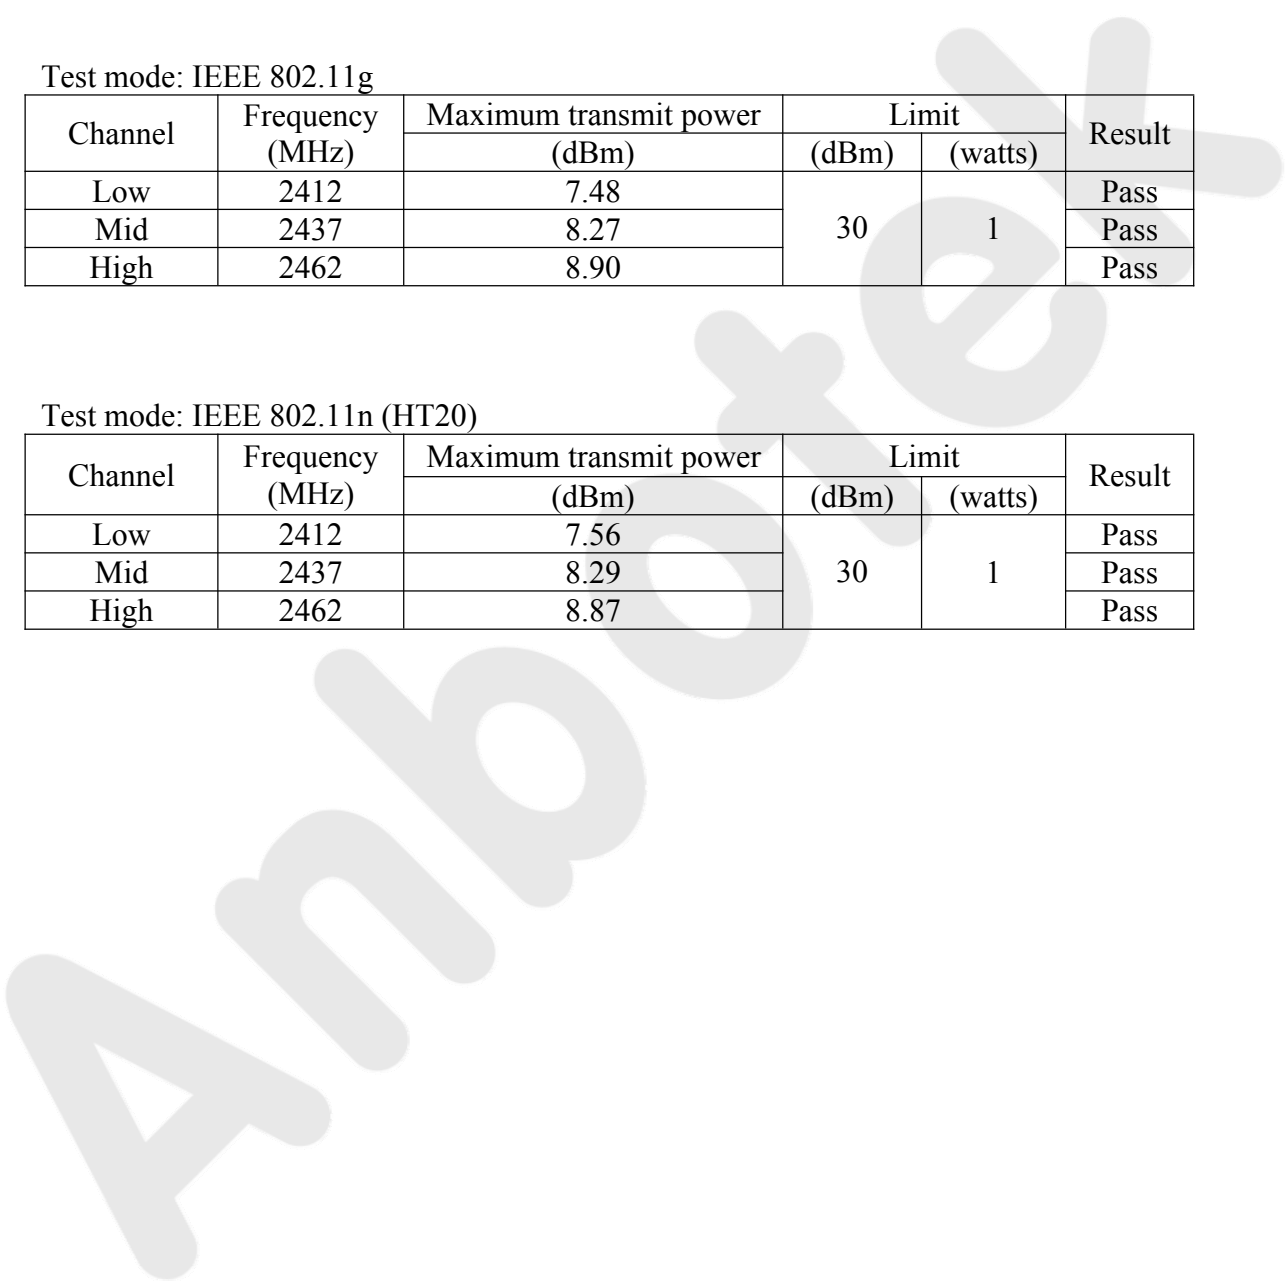 Test mode: IEEE 802.11g
Channel Frequency (MHz) Maximum transmit power Limit Result
(dBm) (dBm) (watts)
Low 2412 7.48 30 1 Pass
Mid 2437 8.27 Pass
High 2462 8.90 Pass
Test mode: IEEE 802.11n (HT20)
Channel Frequency (MHz) Maximum transmit power Limit Result
(dBm) (dBm) (watts)
Low 2412 7.56 30 1 Pass
Mid 2437 8.29 Pass
High 2462 8.87 Pass
Anbotek